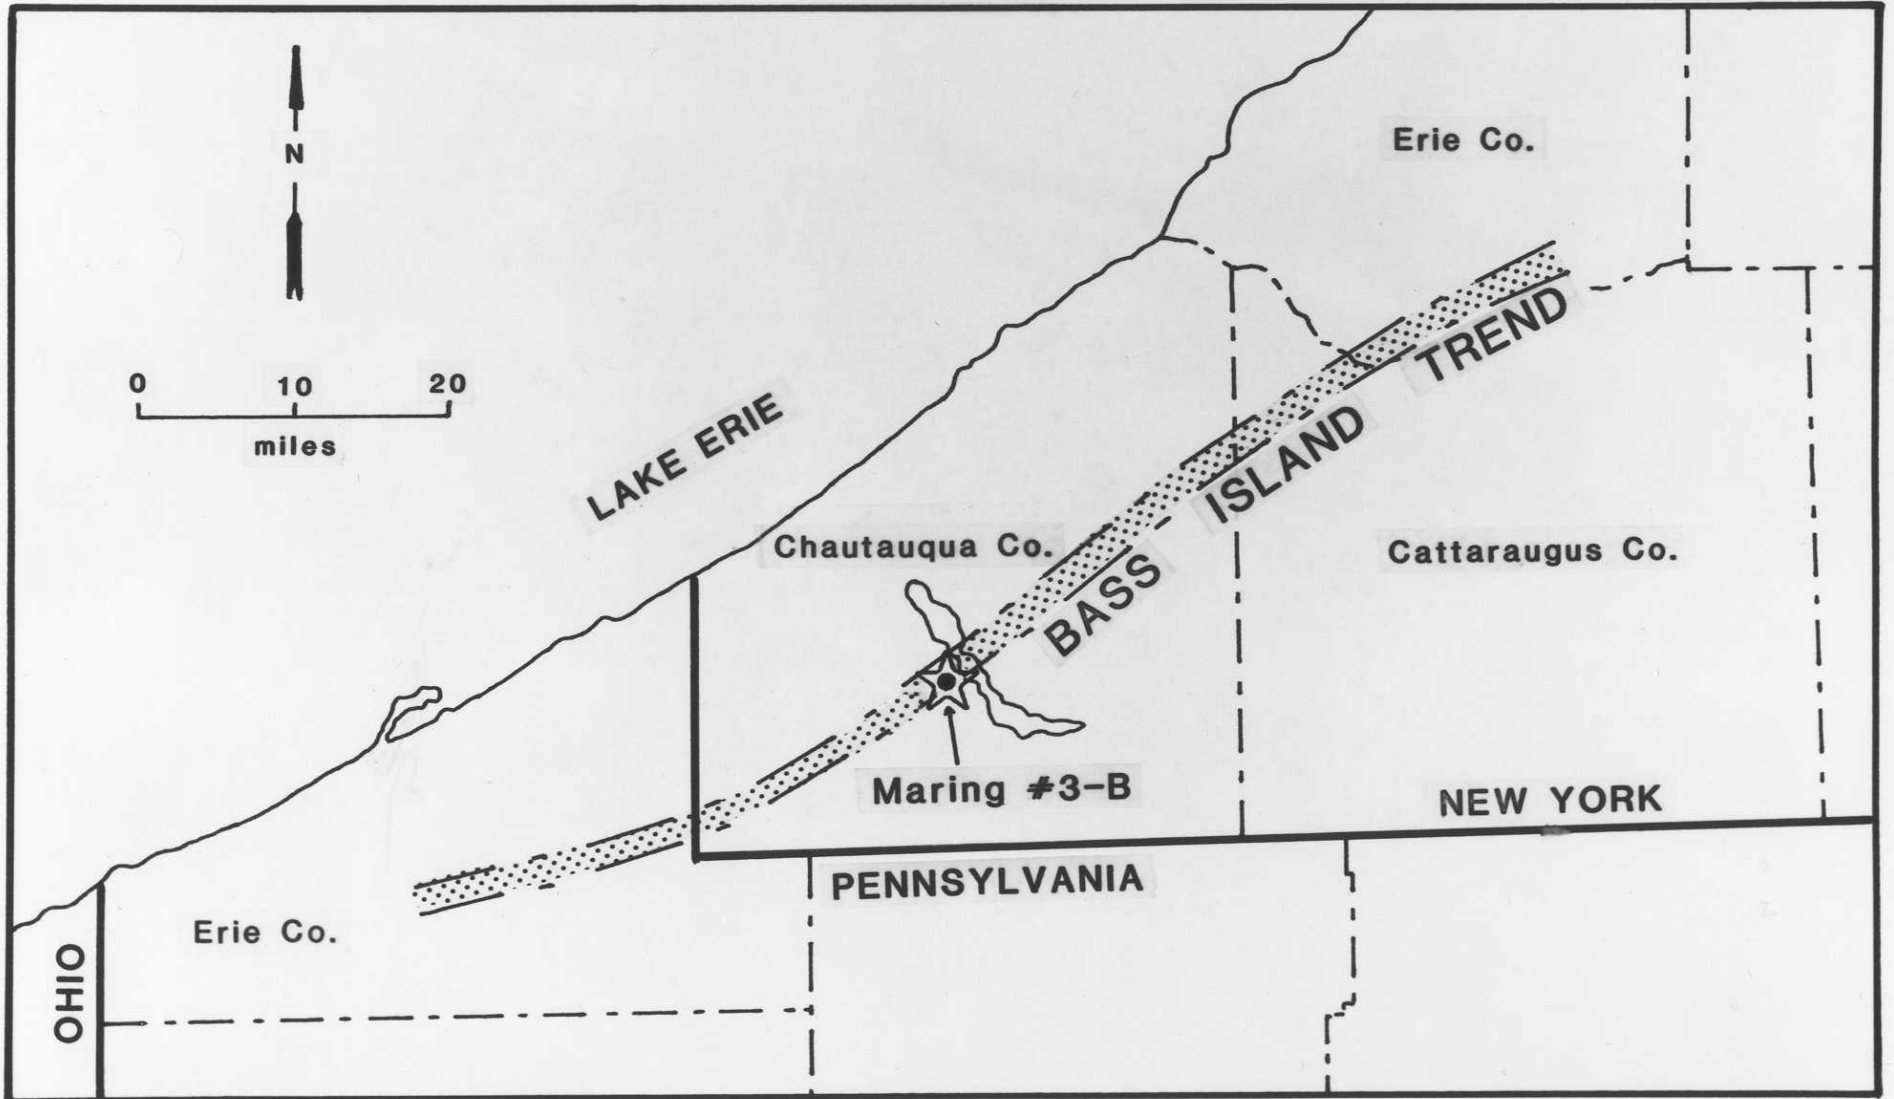 Erie Co.
N
0 10 20
miles
LAKE ERIE
BASS ISLAND TREND
Chautauqua Co.
Cattaraugus Co.
Maring #3-B
NEW YORK
PENNSYLVANIA
Erie Co.
OHIO